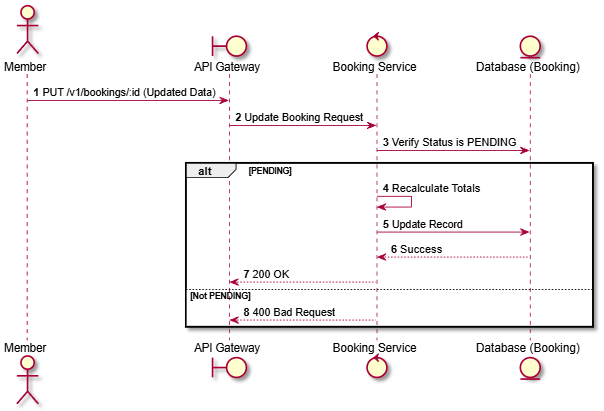 Member
API Gateway
Booking Service
Database (Booking)
1 PUT /v1/bookings/:id (Updated Data)
2 Update Booking Request
3 Verify Status is PENDING
alt
[PENDING]
4 Recalculate Totals
5 Update Record
6 Success
7 200 OK
[Not PENDING]
8 400 Bad Request
Member
API Gateway
Booking Service
Database (Booking)